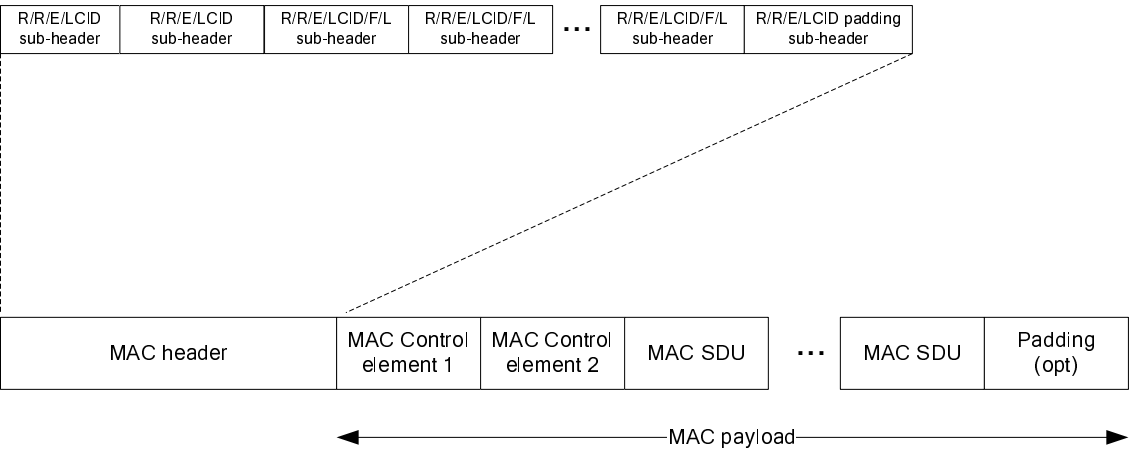 R/R/E/LCID
sub-header
R/R/E/LCID
sub-header
R/R/E/LCID/F/L
sub-header
R/R/E/LCID/F/L
sub-header
...
R/R/E/LCID/F/L
sub-header
R/R/E/LCID padding
sub-header
MAC header
MAC Control
element 1
MAC Control
element 2
MAC SDU
...
MAC SDU
Padding
(opt)
MAC payload